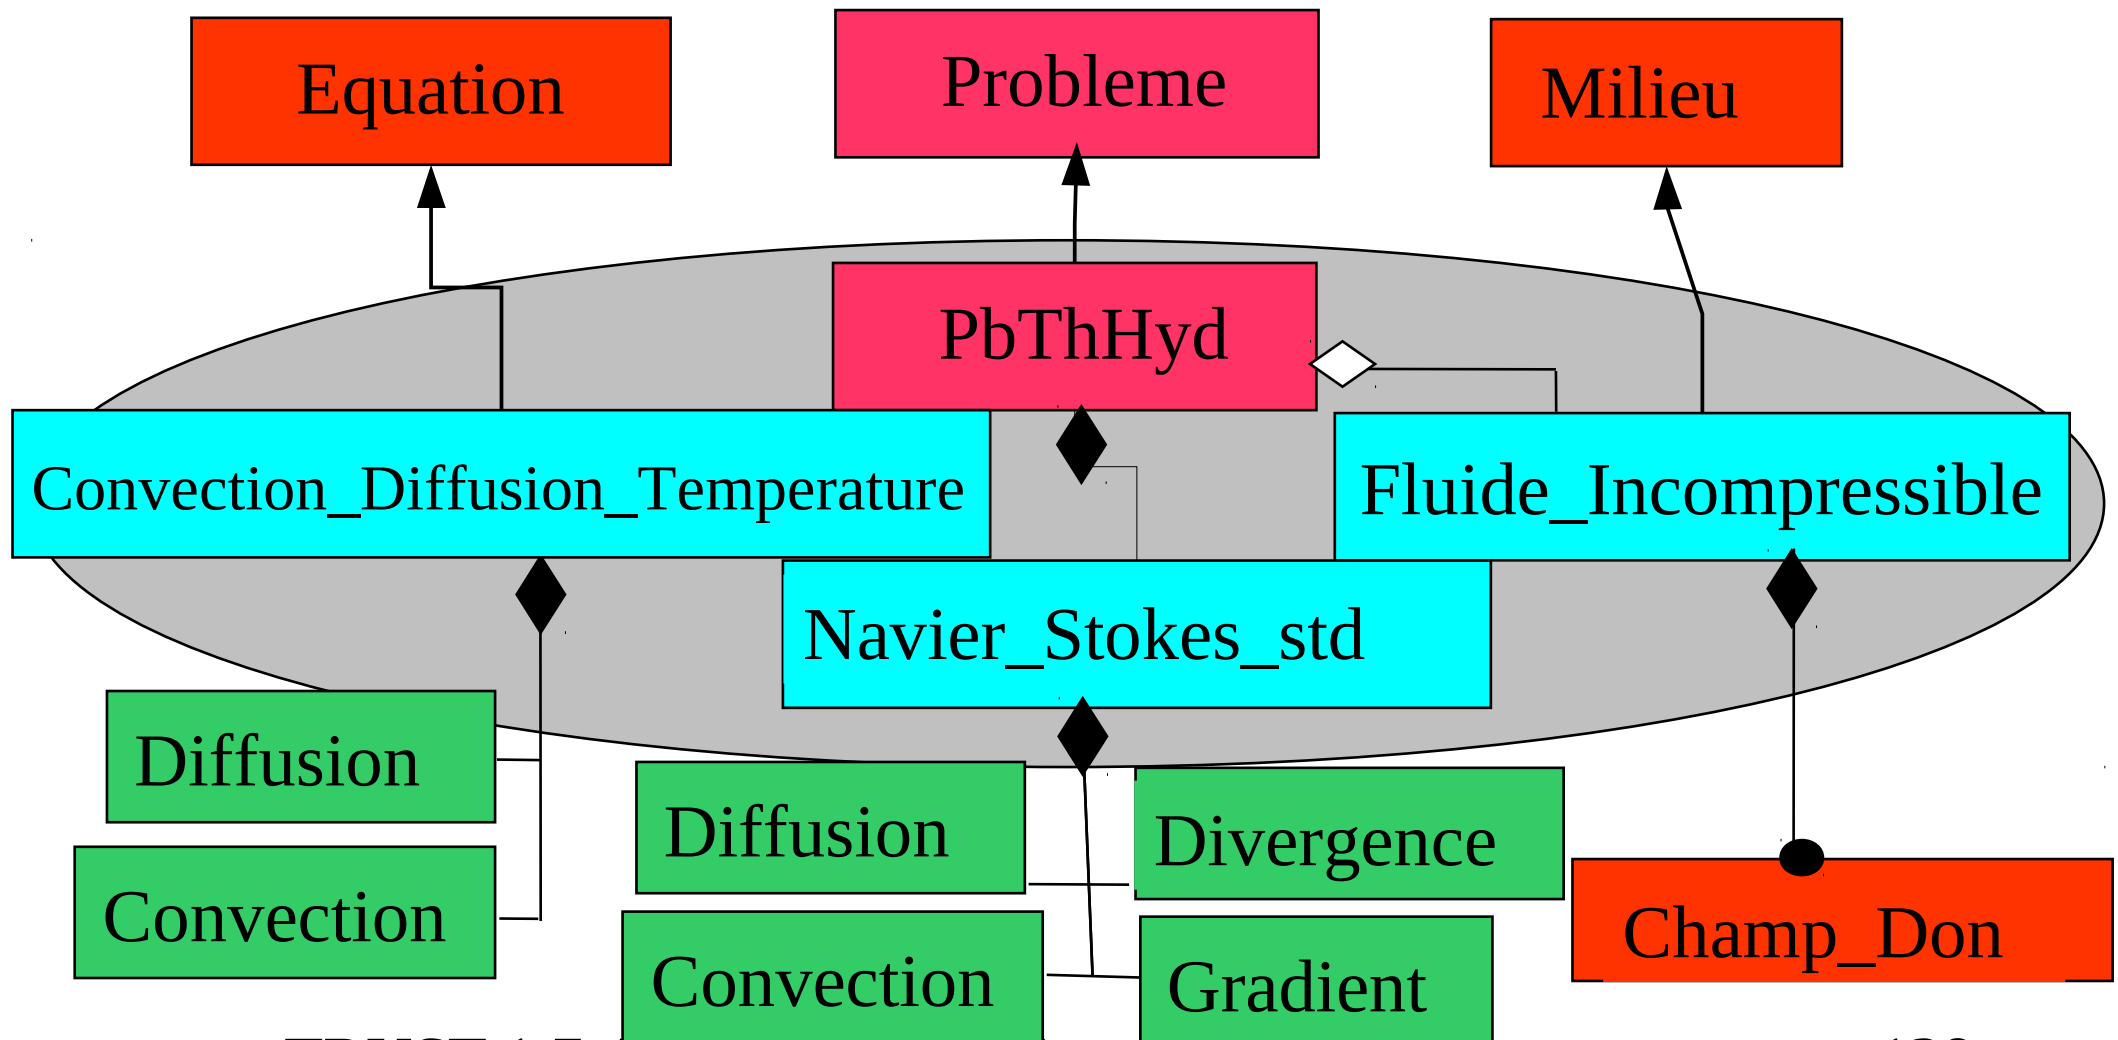 Equation
Probleme
Milieu
PbThHyd
Convection_Diffusion_Temperature
Fluide_Incompressible
Navier_Stokes_std
Diffusion
Diffusion
Divergence
Convection
Champ_Don
Convection
Gradient